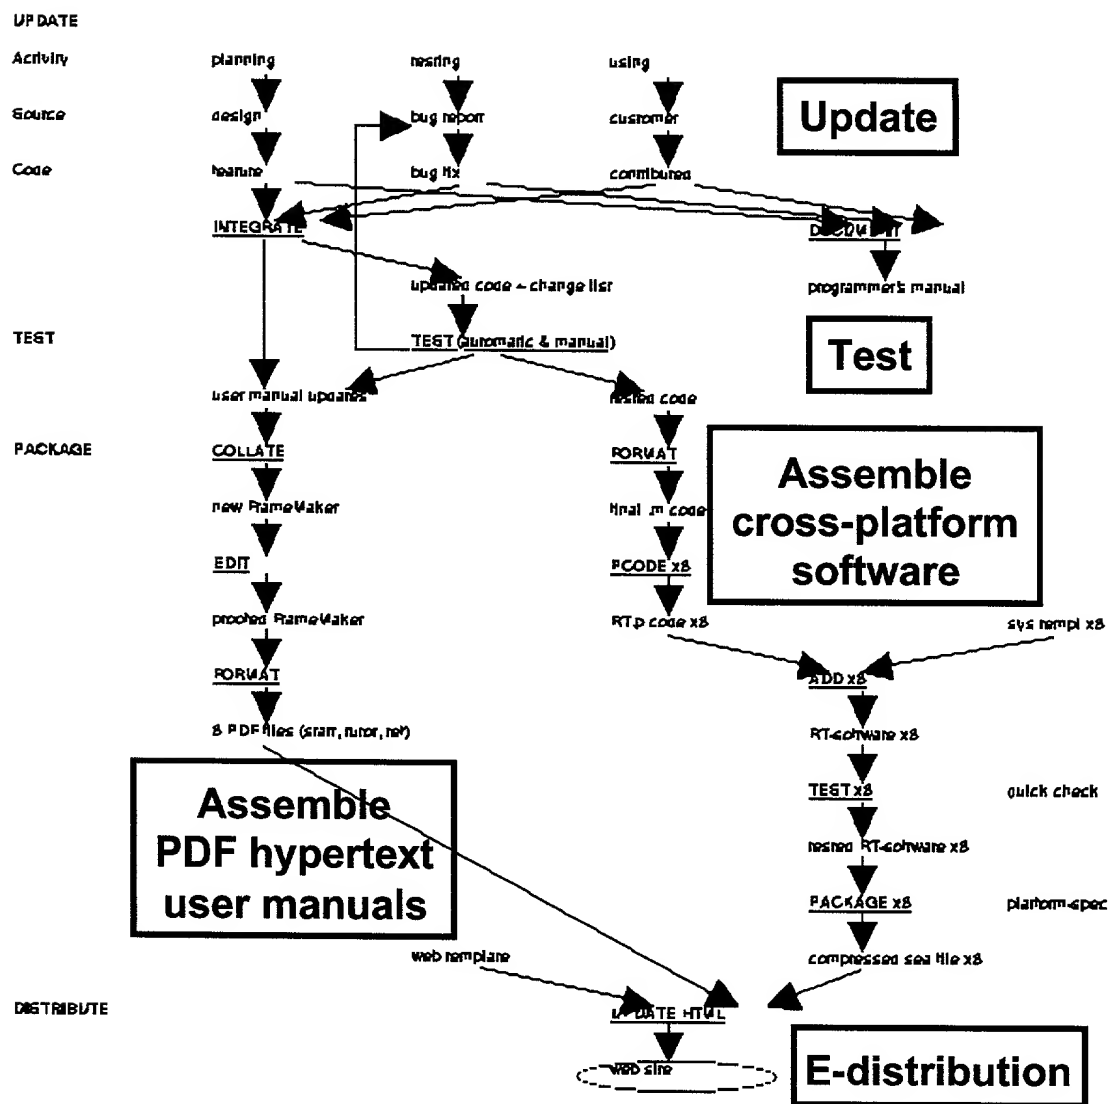 UPDATE
Activity planning testing using
Update
Source design bug report customer
Code feature bug fix contributed
INTEGRATE DOCUMENT
updated code + change list programmer's manual
TEST TEST (automatic & manual)
Test
user manual updates tested code
PACKAGE COLLATE FORMAT
Assemble
cross-platform
software
new FrameMaker final .m code
EDIT PCODE x8
proofed FrameMaker RT.p code x8 sys templ x8
FORMAT ADD x8
8 PDF files (start, tutor, ref) RT-software x8
Assemble
PDF hypertext
user manuals
TEST x8 quick check
tested RT-software x8
PACKAGE x8 platform-spec
web template compressed sea file x8
DISTRIBUTE UPDATE HTML
E-distribution
web site